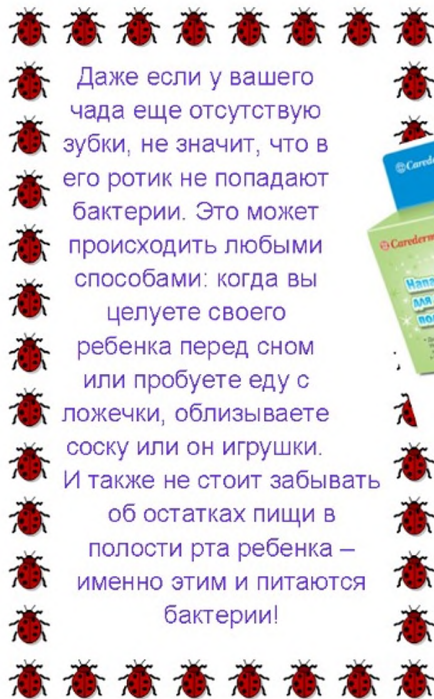 Даже если у вашего
чада еще отсутствую
зубки, не значит, что в
его ротик не попадают
бактерии. Это может
происходить любыми
способами: когда вы
целуете своего
ребенка перед сном
или пробуете еду с
ложечки, облизываете
соску или он игрушки.
И также не стоит забывать
об остатках пищи в
полости рта ребенка –
именно этим и питаются
бактерии!
Carederm
для